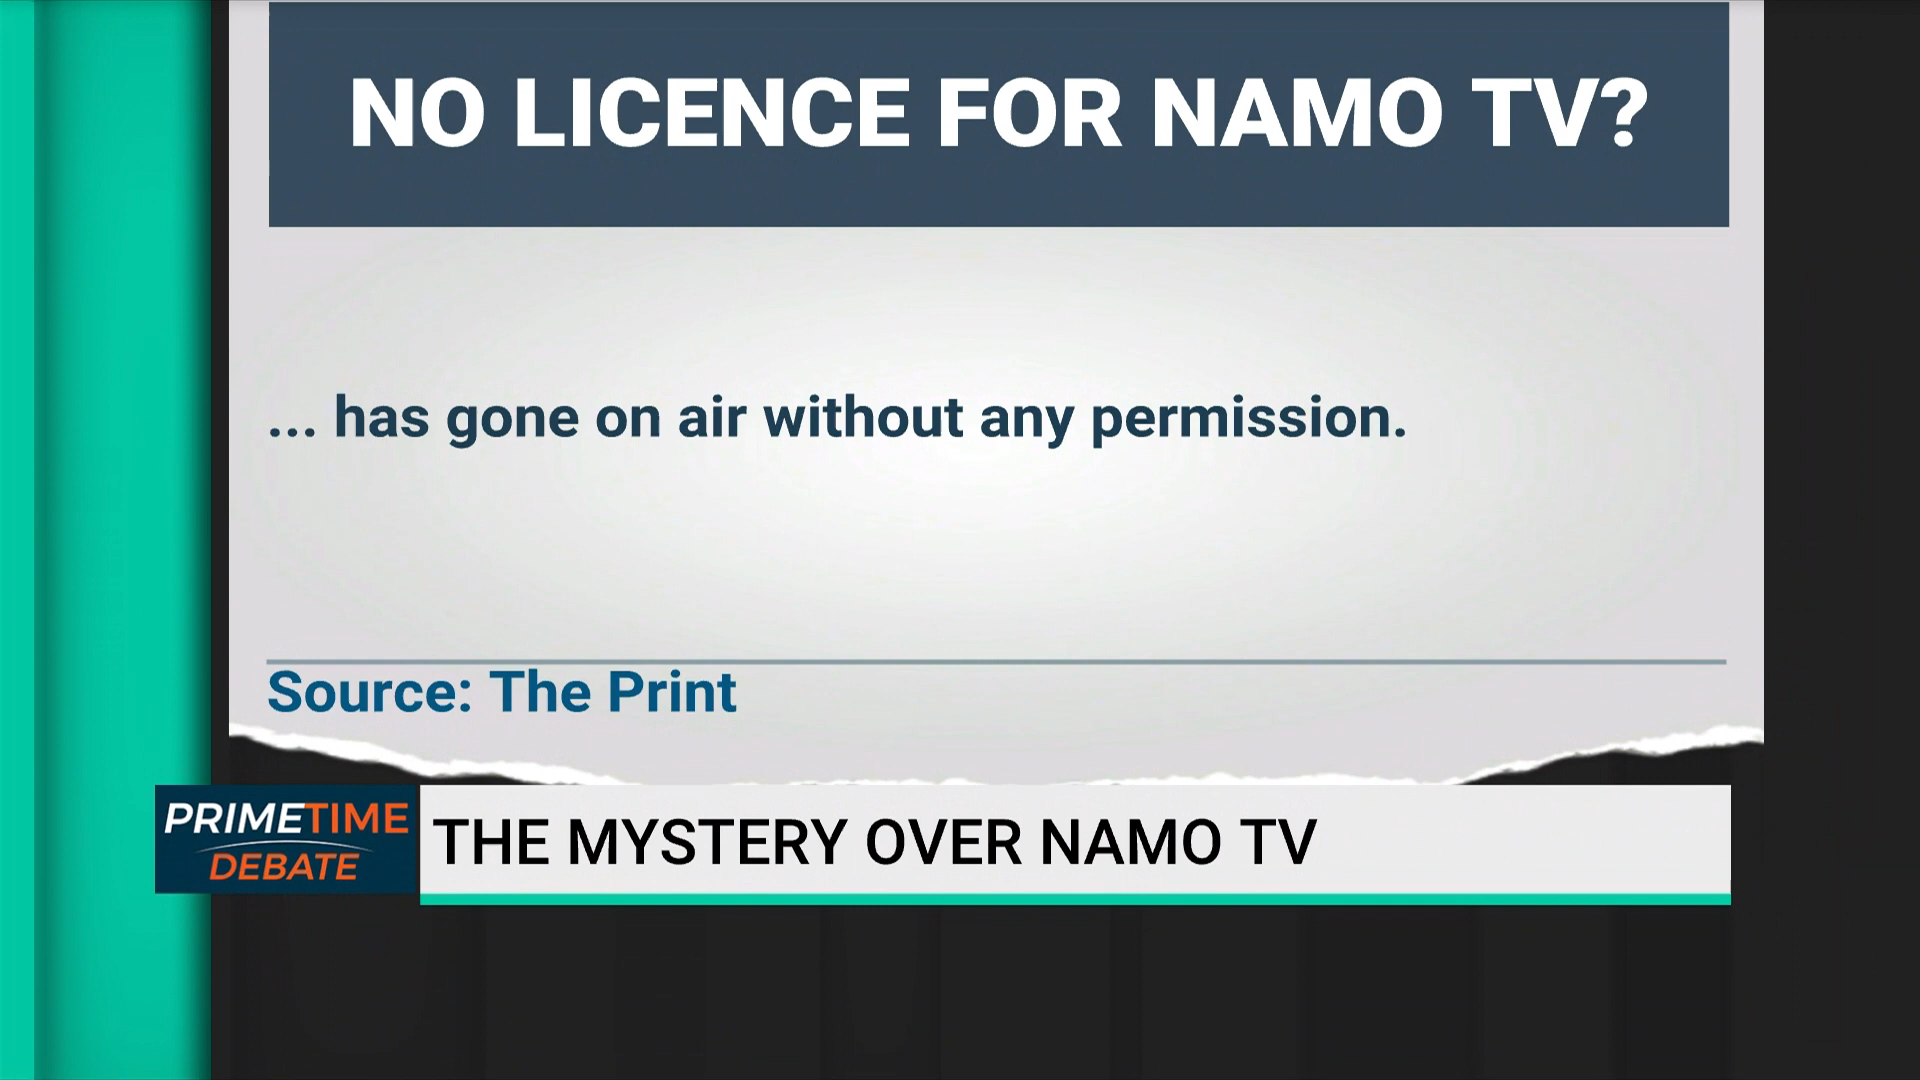 NO LICENCE FOR NAMO TV?
... has gone on air without any permission.
Source: The Print
PRIMETIME
DEBATE
THE MYSTERY OVER NAMO TV